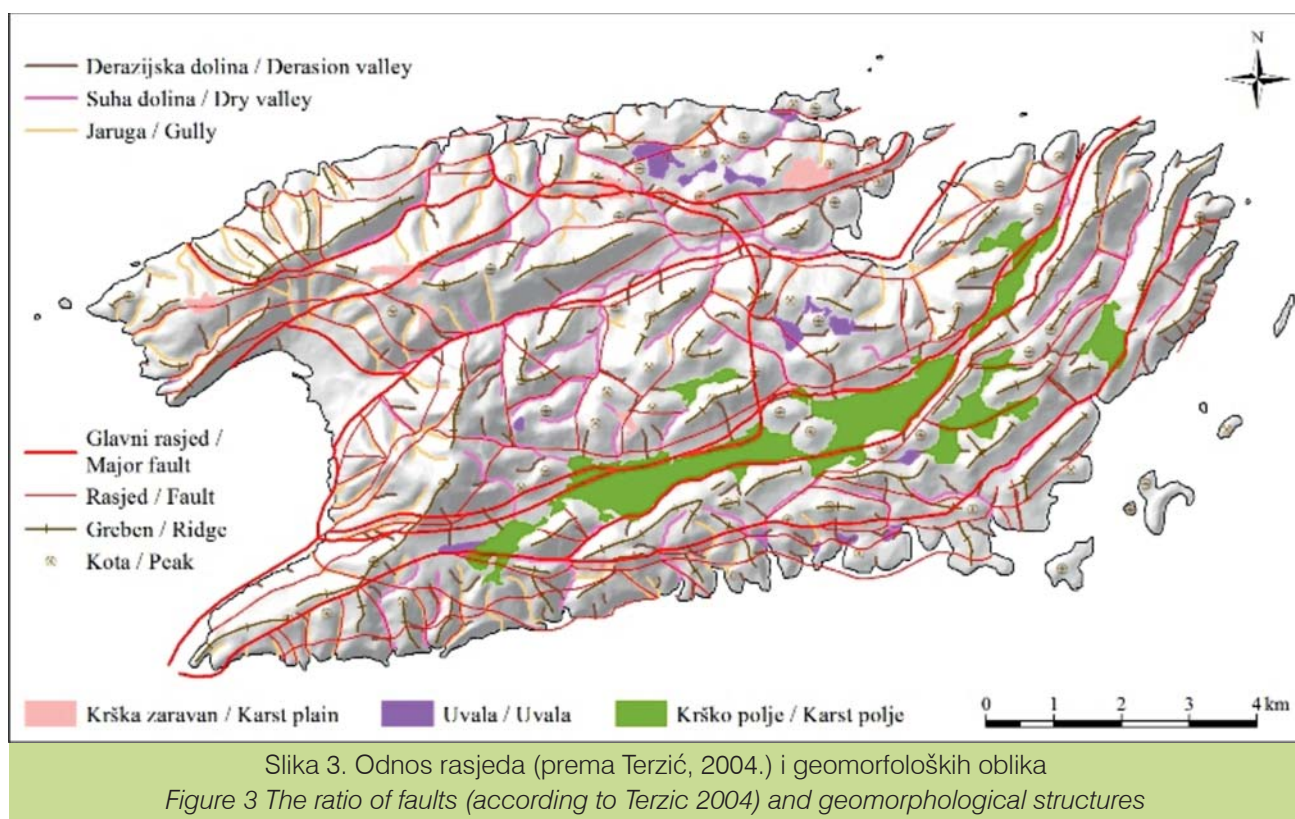 Derazijska dolina / Derasion valley
Suha dolina / Dry valley
Jaruga / Gully
N
Glavni rasjed /
Major fault
Rasjed / Fault
Greben / Ridge
Kota / Peak
Krška zaravan / Karst plain
Uvala / Uvala
Krško polje / Karst polje
0 1 2 3 4 km
Slika 3. Odnos rasjeda (prema Terzić, 2004.) i geomorfoloških oblika
Figure 3 The ratio of faults (according to Terzic 2004) and geomorphological structures